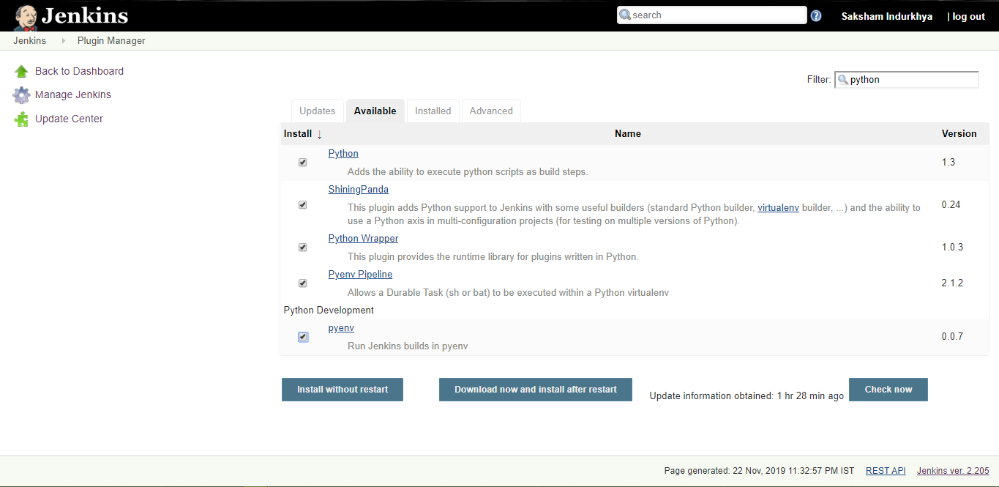 Jenkins
search
?
Saksham Indurkhya
| log out
Jenkins
Plugin Manager
Back to Dashboard
Manage Jenkins
Update Center
Filter:
python
Updates
Available
Installed
Advanced
Install ↓
Name
Version
Python
Adds the ability to execute python scripts as build steps.
1.3
ShiningPanda
This plugin adds Python support to Jenkins with some useful builders (standard Python builder, virtualenv builder, ...) and the ability to
use a Python axis in multi-configuration projects (for testing on multiple versions of Python).
0.24
Python Wrapper
This plugin provides the runtime library for plugins written in Python.
1.0.3
Pyenv Pipeline
Allows a Durable Task (sh or bat) to be executed within a Python virtualenv
2.1.2
Python Development
pyenv
Run Jenkins builds in pyenv
0.0.7
Install without restart
Download now and install after restart
Update information obtained: 1 hr 28 min ago
Check now
Page generated: 22 Nov, 2019 11:32:57 PM IST
REST API
Jenkins ver. 2.205